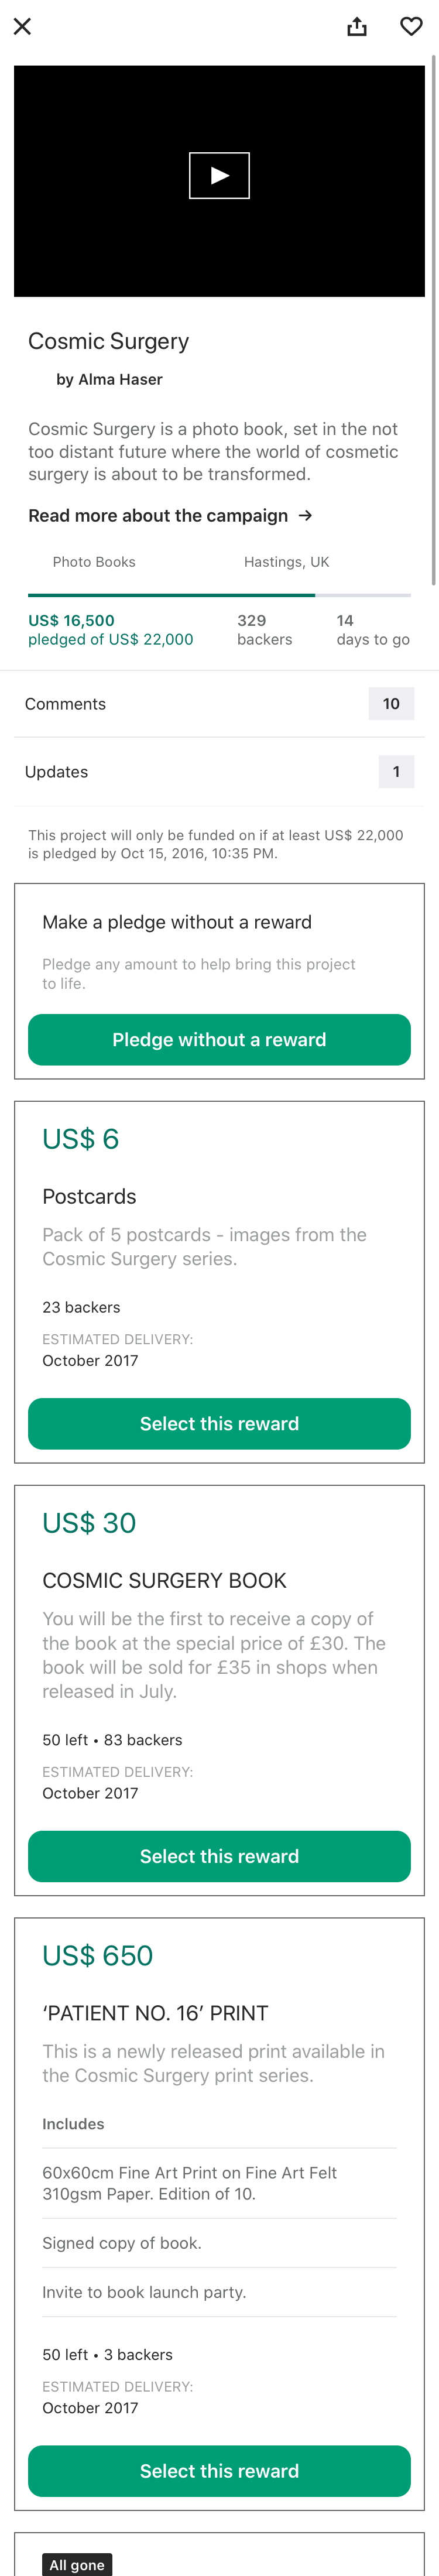 Cosmic Surgery
by Alma Haser
Cosmic Surgery is a photo book, set in the not
too distant future where the world of cosmetic
surgery is about to be transformed.
Read more about the campaign →
Photo Books
Hastings, UK
US$ 16,500
pledged of US$ 22,000
329
backers
14
days to go
Comments
10
Updates
1
This project will only be funded on if at least US$ 22,000
is pledged by Oct 15, 2016, 10:35 PM.
Make a pledge without a reward
Pledge any amount to help bring this project
to life.
Pledge without a reward
US$ 6
Postcards
Pack of 5 postcards - images from the
Cosmic Surgery series.
23 backers
ESTIMATED DELIVERY:
October 2017
Select this reward
US$ 30
COSMIC SURGERY BOOK
You will be the first to receive a copy of
the book at the special price of £30. The
book will be sold for £35 in shops when
released in July.
50 left • 83 backers
ESTIMATED DELIVERY:
October 2017
Select this reward
US$ 650
‘PATIENT NO. 16’ PRINT
This is a newly released print available in
the Cosmic Surgery print series.
Includes
60x60cm Fine Art Print on Fine Art Felt
310gsm Paper. Edition of 10.
Signed copy of book.
Invite to book launch party.
50 left • 3 backers
ESTIMATED DELIVERY:
October 2017
Select this reward
All gone